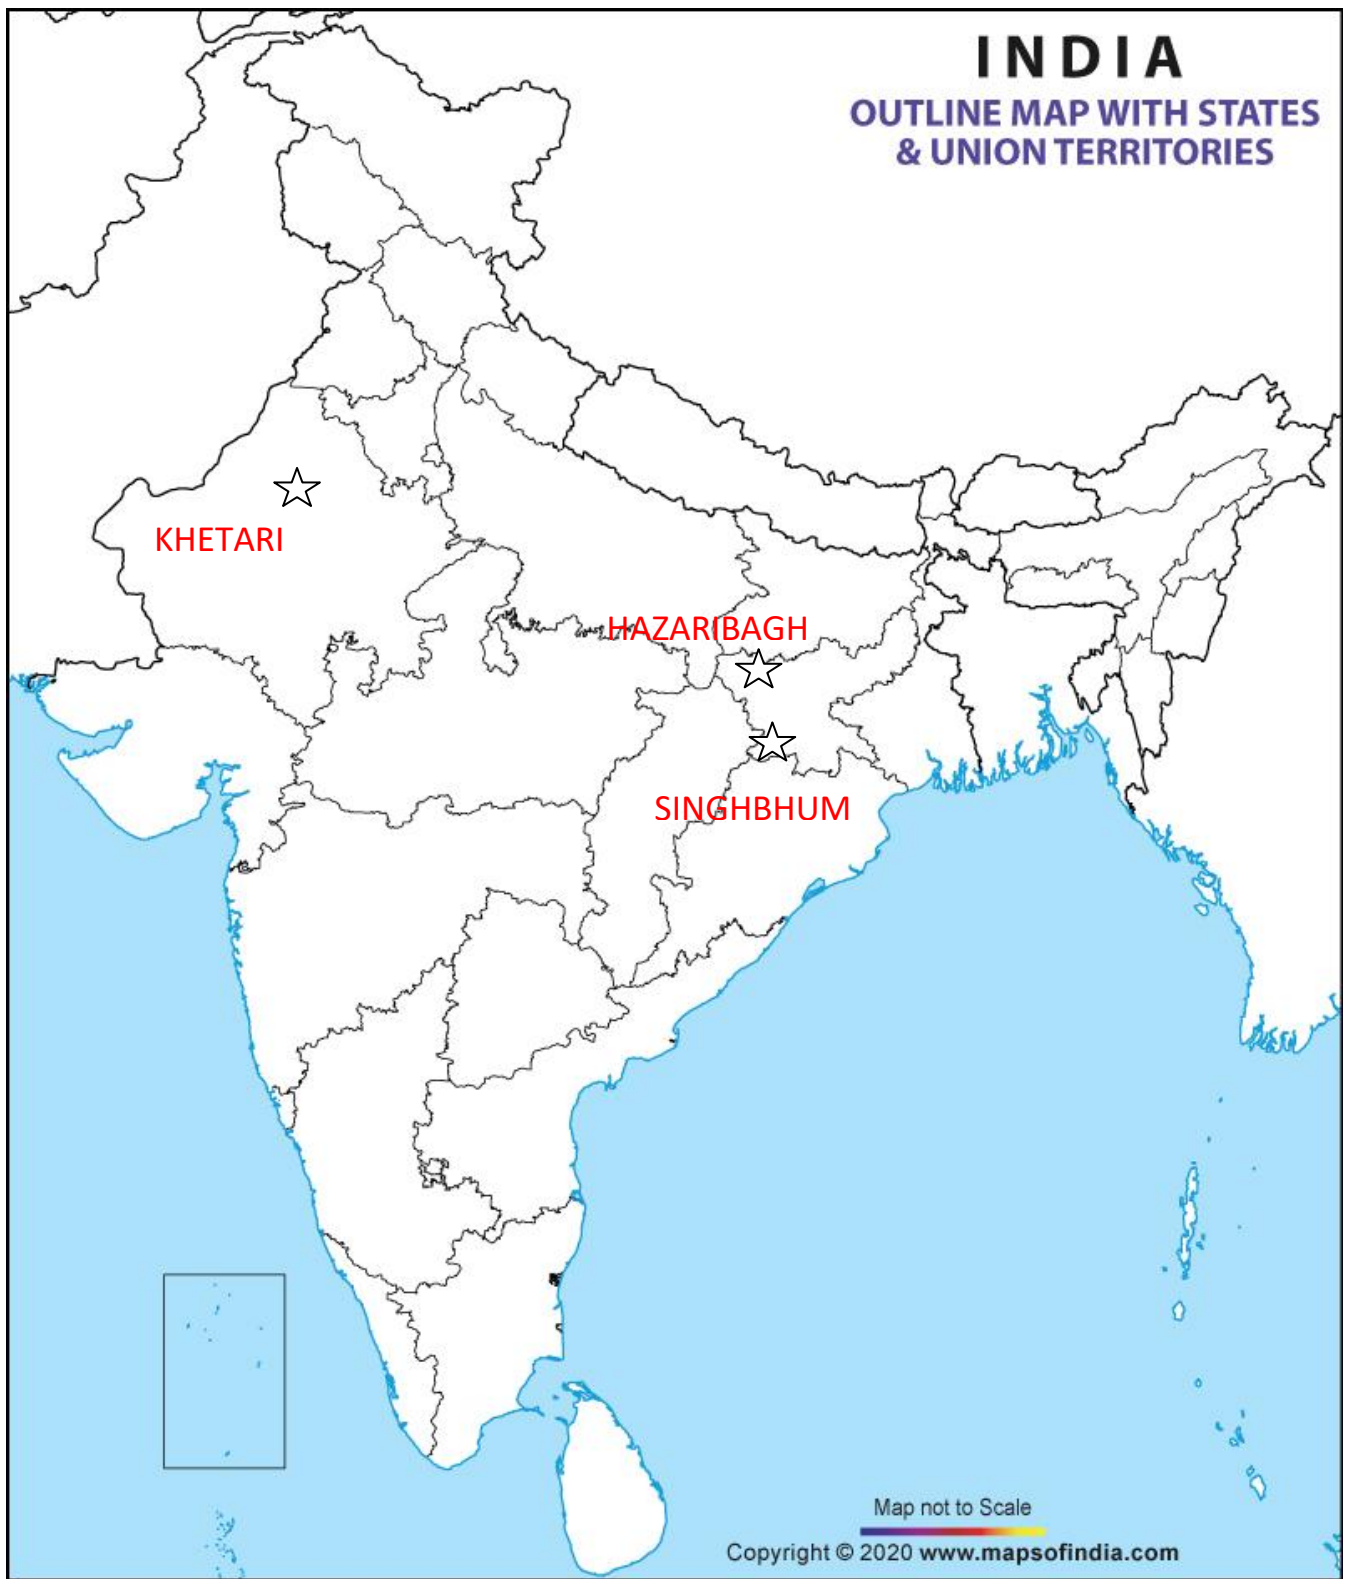 INDIA
OUTLINE MAP WITH STATES
& UNION TERRITORIES
KHETARI
HAZARIBAGH
SINGHBHUM
Map not to Scale
Copyright © 2020 www.mapsofindia.com